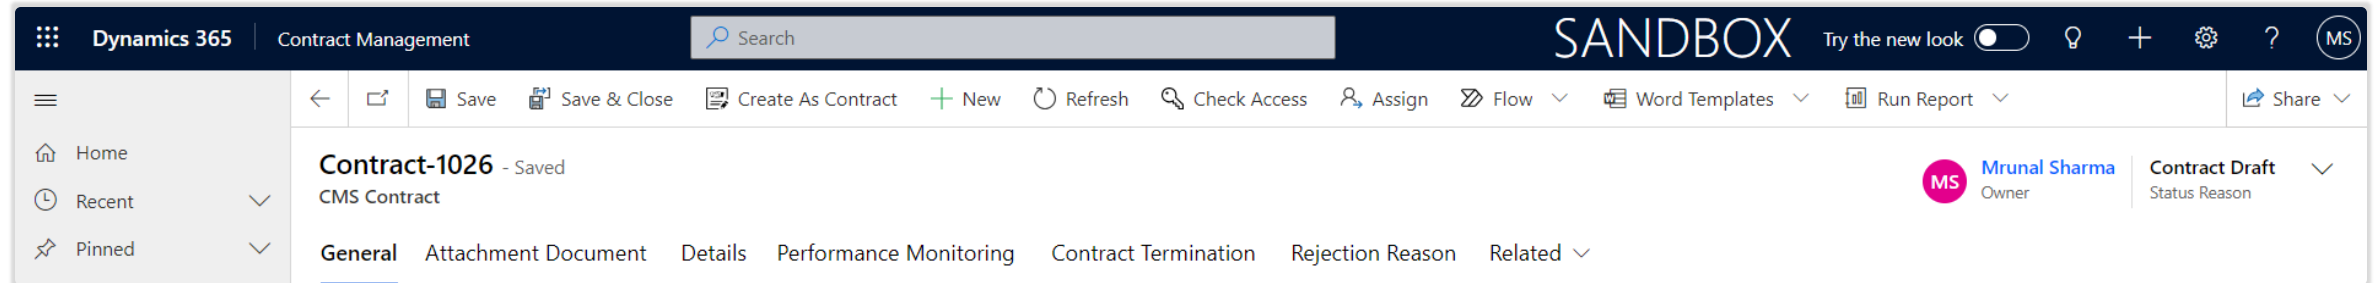 Dynamics 365 Contract Management Search SANDBOX Try the new look ? MS
Save Save & Close Create As Contract New Refresh Check Access Assign Flow Word Templates Run Report Share
Home
Recent
Pinned
Contract-1026 - Saved
CMS Contract
MS Mrunal Sharma
Owner
Contract Draft
Status Reason
General Attachment Document Details Performance Monitoring Contract Termination Rejection Reason Related